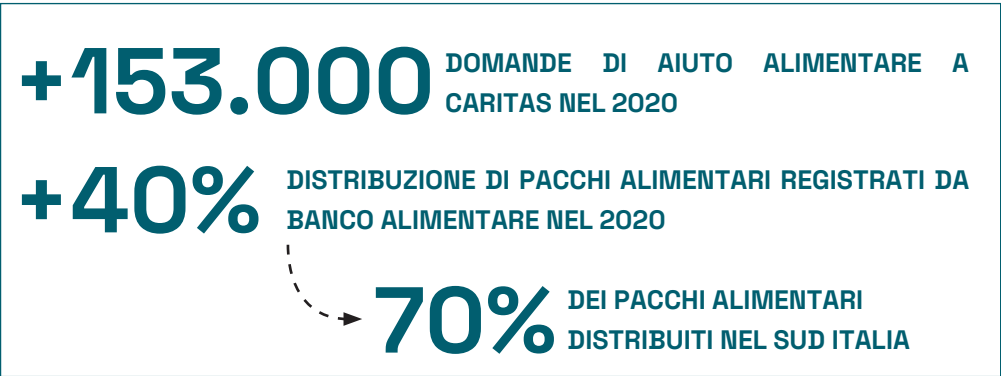 +153.000 DOMANDE DI AIUTO ALIMENTARE A
CARITAS NEL 2020
+40% DISTRIBUZIONE DI PACCHI ALIMENTARI REGISTRATI DA
BANCO ALIMENTARE NEL 2020
70% DEI PACCHI ALIMENTARI
DISTRIBUITI NEL SUD ITALIA